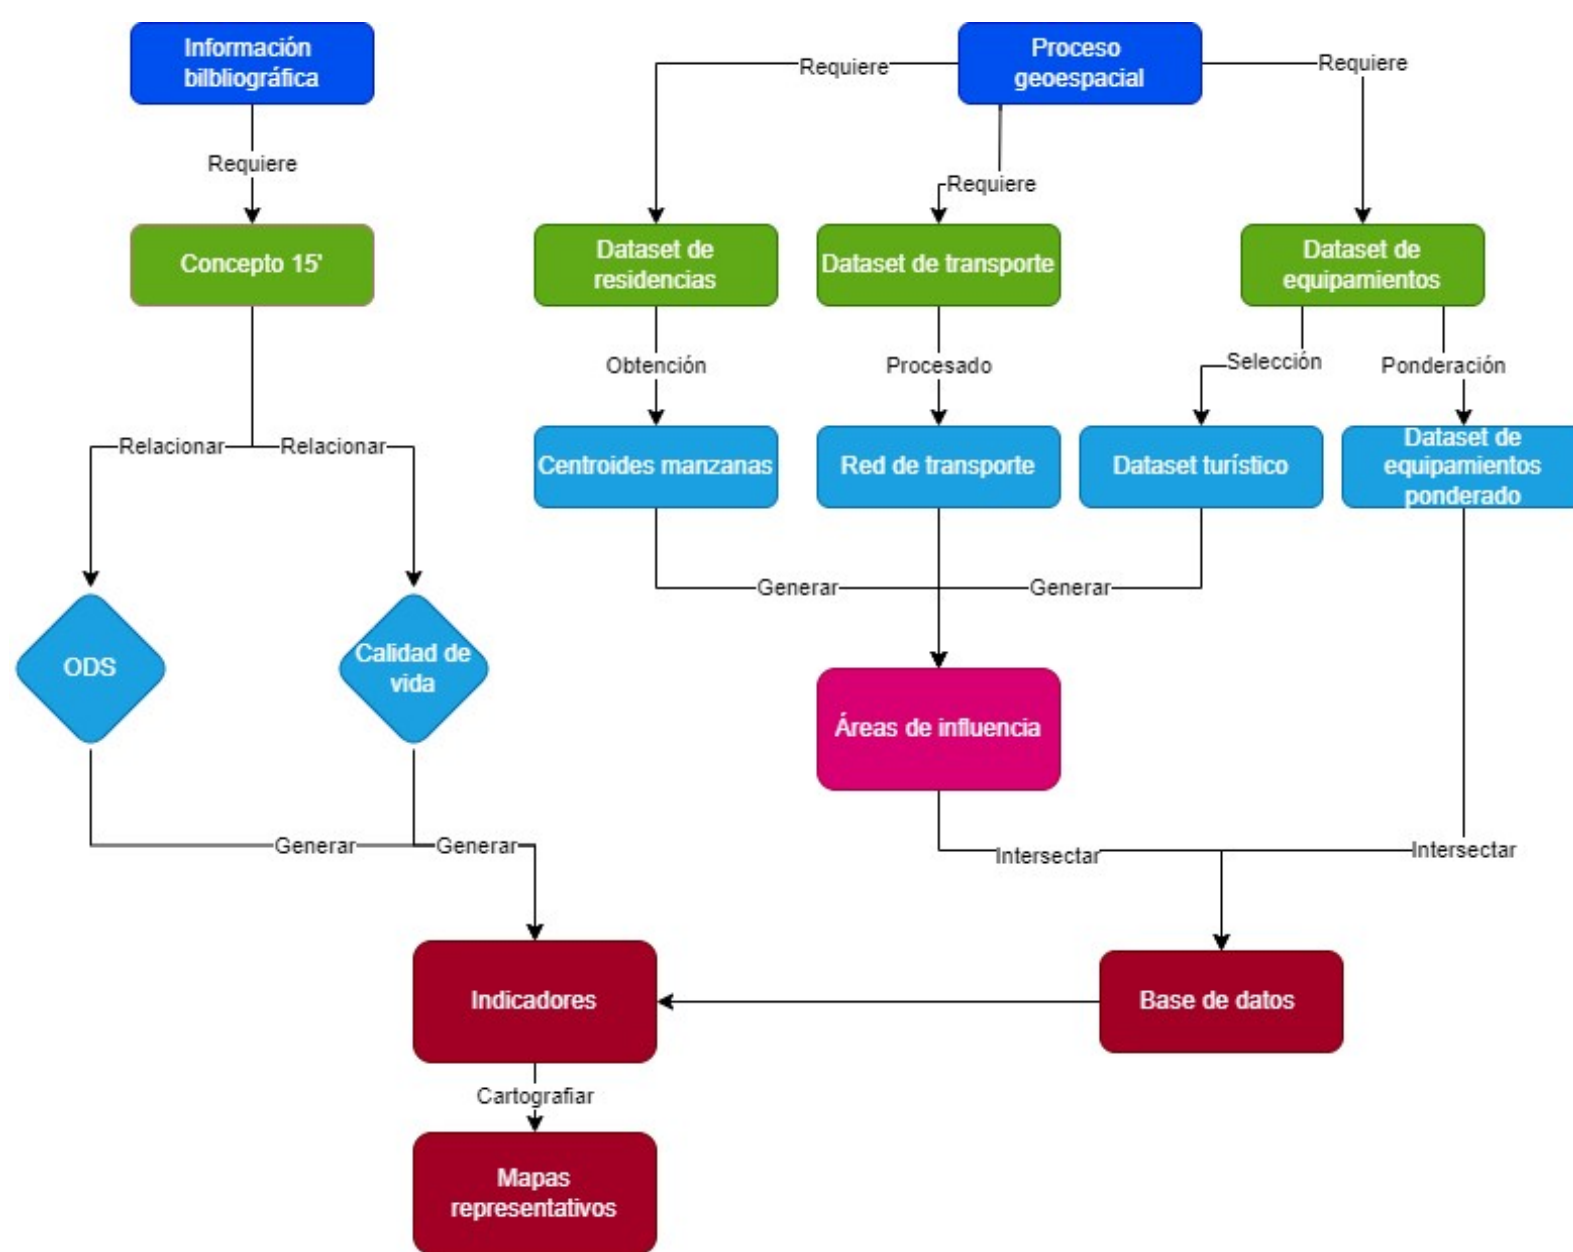 Información
bilbliográfica
Proceso
geoespacial
Requiere
Requiere
Requiere
Requiere
Concepto 15'
Dataset de
residencias
Dataset de transporte
Dataset de
equipamientos
Obtención
Procesado
Selección
Ponderación
Relacionar
Relacionar
Centroides manzanas
Red de transporte
Dataset turístico
Dataset de
equipamientos
ponderado
Generar
Generar
ODS
Calidad de
vida
Áreas de influencia
Generar
Generar
Intersectar
Intersectar
Indicadores
Base de datos
Cartografiar
Mapas
representativos